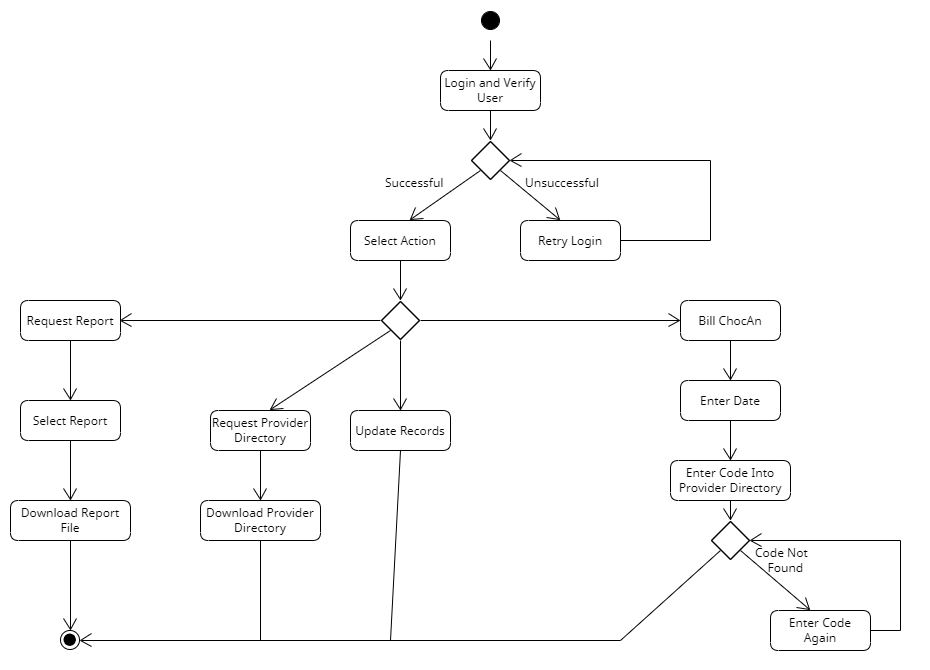 Login and Verify
User
Successful
Unsuccessful
Select Action
Retry Login
Request Report
Bill ChocAn
Enter Date
Select Report
Request Provider
Directory
Update Records
Enter Code Into
Provider Directory
Download Report
File
Download Provider
Directory
Code Not
Found
Enter Code
Again